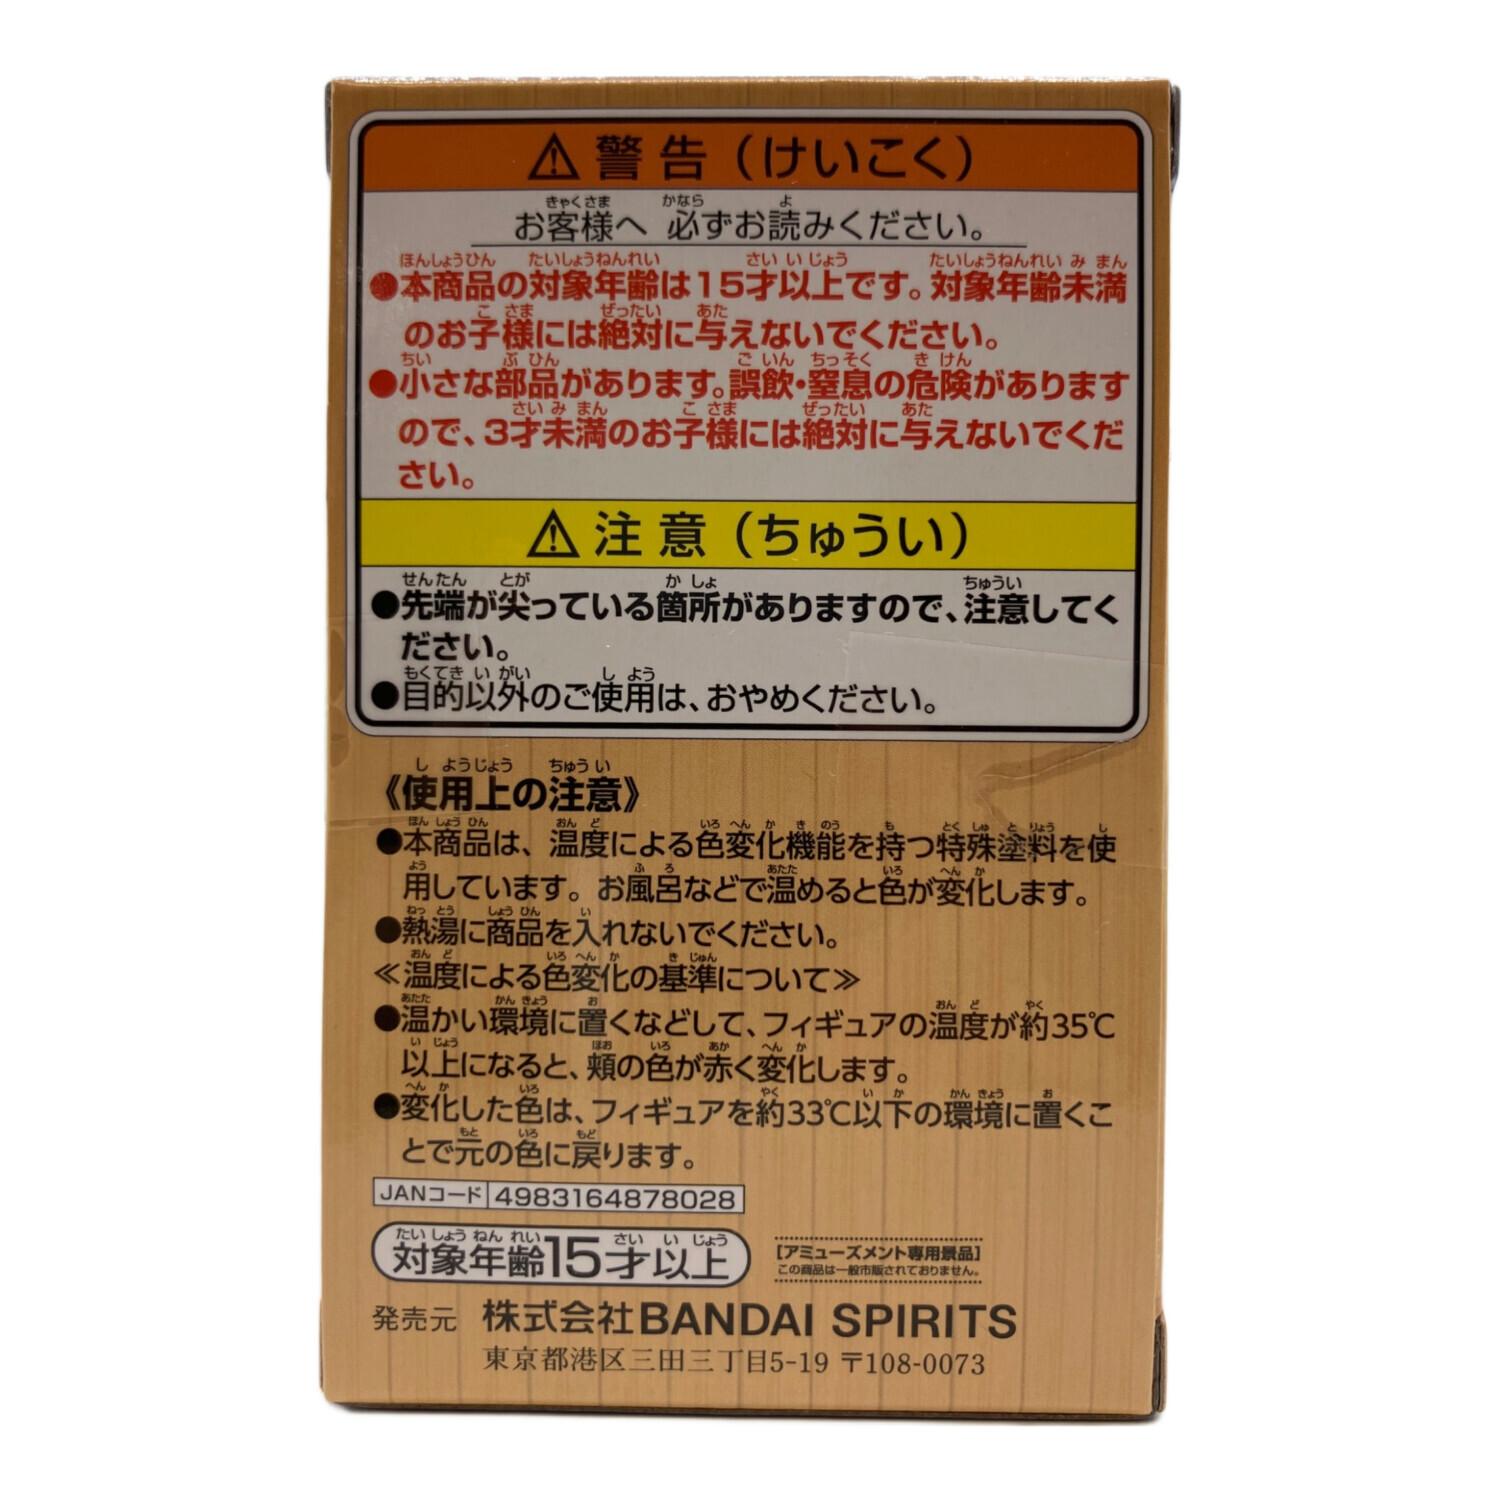 ⚠警告（けいこく）
お客様へ 必ずお読みください。
●本商品の対象年齢は15才以上です。対象年齢未満
のお子様には絶対に与えないでください。
●小さな部品があります。誤飲・窒息の危険があります
ので、3才未満のお子様には絶対に与えないでくだ
さい。
⚠注意（ちゅうい）
●先端が尖っている箇所がありますので、注意してく
ださい。
●目的以外のご使用は、おやめください。
《使用上の注意》
●本商品は、温度による色変化機能を持つ特殊塗料を使
用しています。お風呂などで温めると色が変化します。
●熱湯に商品を入れないでください。
≪温度による色変化の基準について≫
●温かい環境に置くなどして、フィギュアの温度が約35℃
以上になると、頬の色が赤く変化します。
●変化した色は、フィギュアを約33℃以下の環境に置くこ
とで元の色に戻ります。
JANコード 4983164878028
対象年齢15才以上
[アミューズメント専用景品]
この商品は一般市販されておりません。
発売元 株式会社BANDAI SPIRITS
東京都港区三田三丁目5-19 〒108-0073